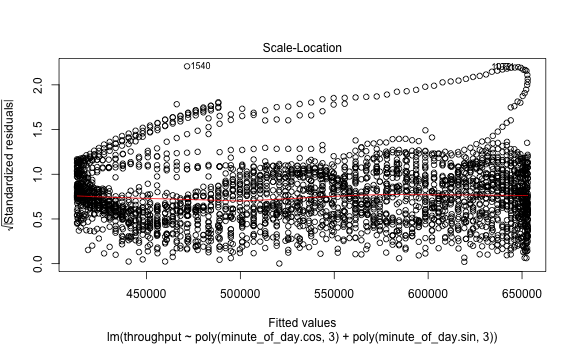 Scale-Location
1540
√|Standardized residuals|
0.0 0.5 1.0 1.5 2.0
450000 500000 550000 600000 650000
Fitted values
lm(throughput ~ poly(minute_of_day.cos, 3) + poly(minute_of_day.sin, 3))